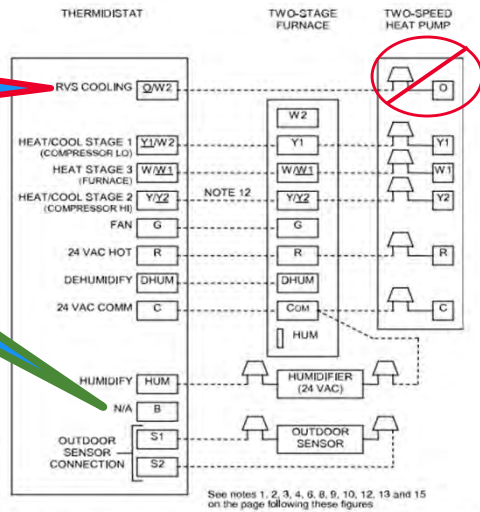 THERMIDISTAT
TWO-STAGE
FURNACE
TWO-SPEED
HEAT PUMP
RVS COOLING O/W2 O
W2
HEAT/COOL STAGE 1
(COMPRESSOR LO) Y1/W2 Y1 Y1
HEAT STAGE 3
(FURNACE) W/W1 W/W1 W1
HEAT/COOL STAGE 2
(COMPRESSOR HI) Y/Y2 NOTE 12 Y/Y2 Y2
FAN G G
24 VAC HOT R R R
DEHUMIDIFY DHUM DHUM
24 VAC COMM C COM C
HUM
HUMIDIFY HUM HUMIDIFIER
(24 VAC)
N/A B
OUTDOOR
SENSOR
CONNECTION S1 S2
OUTDOOR
SENSOR
See notes 1, 2, 3, 4, 6, 8, 9, 10, 12, 13 and 15
on the page following these figures